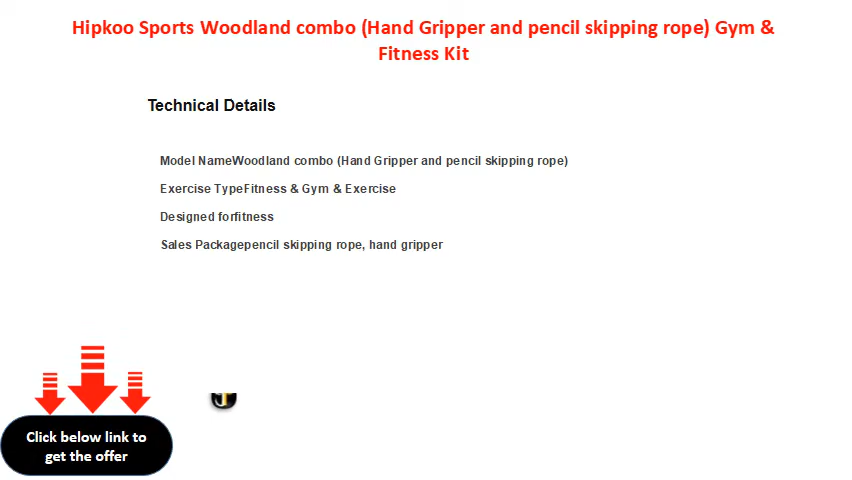 Hipkoo Sports Woodland combo (Hand Gripper and pencil skipping rope) Gym &
Fitness Kit
Technical Details
Model NameWoodland combo (Hand Gripper and pencil skipping rope)
Exercise TypeFitness & Gym & Exercise
Designed forfitness
Sales Packagepencil skipping rope, hand gripper
Click below link to
get the offer